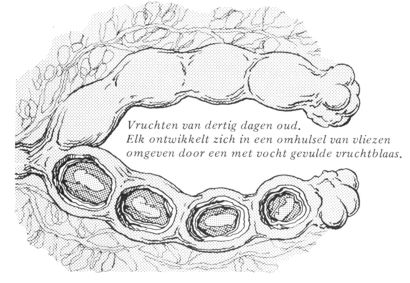 Vruchten van dertig dagen oud.
Elk ontwikkelt zich in een omhulsel van vliezen
omgeven door een met vocht gevulde vruchtblaas.